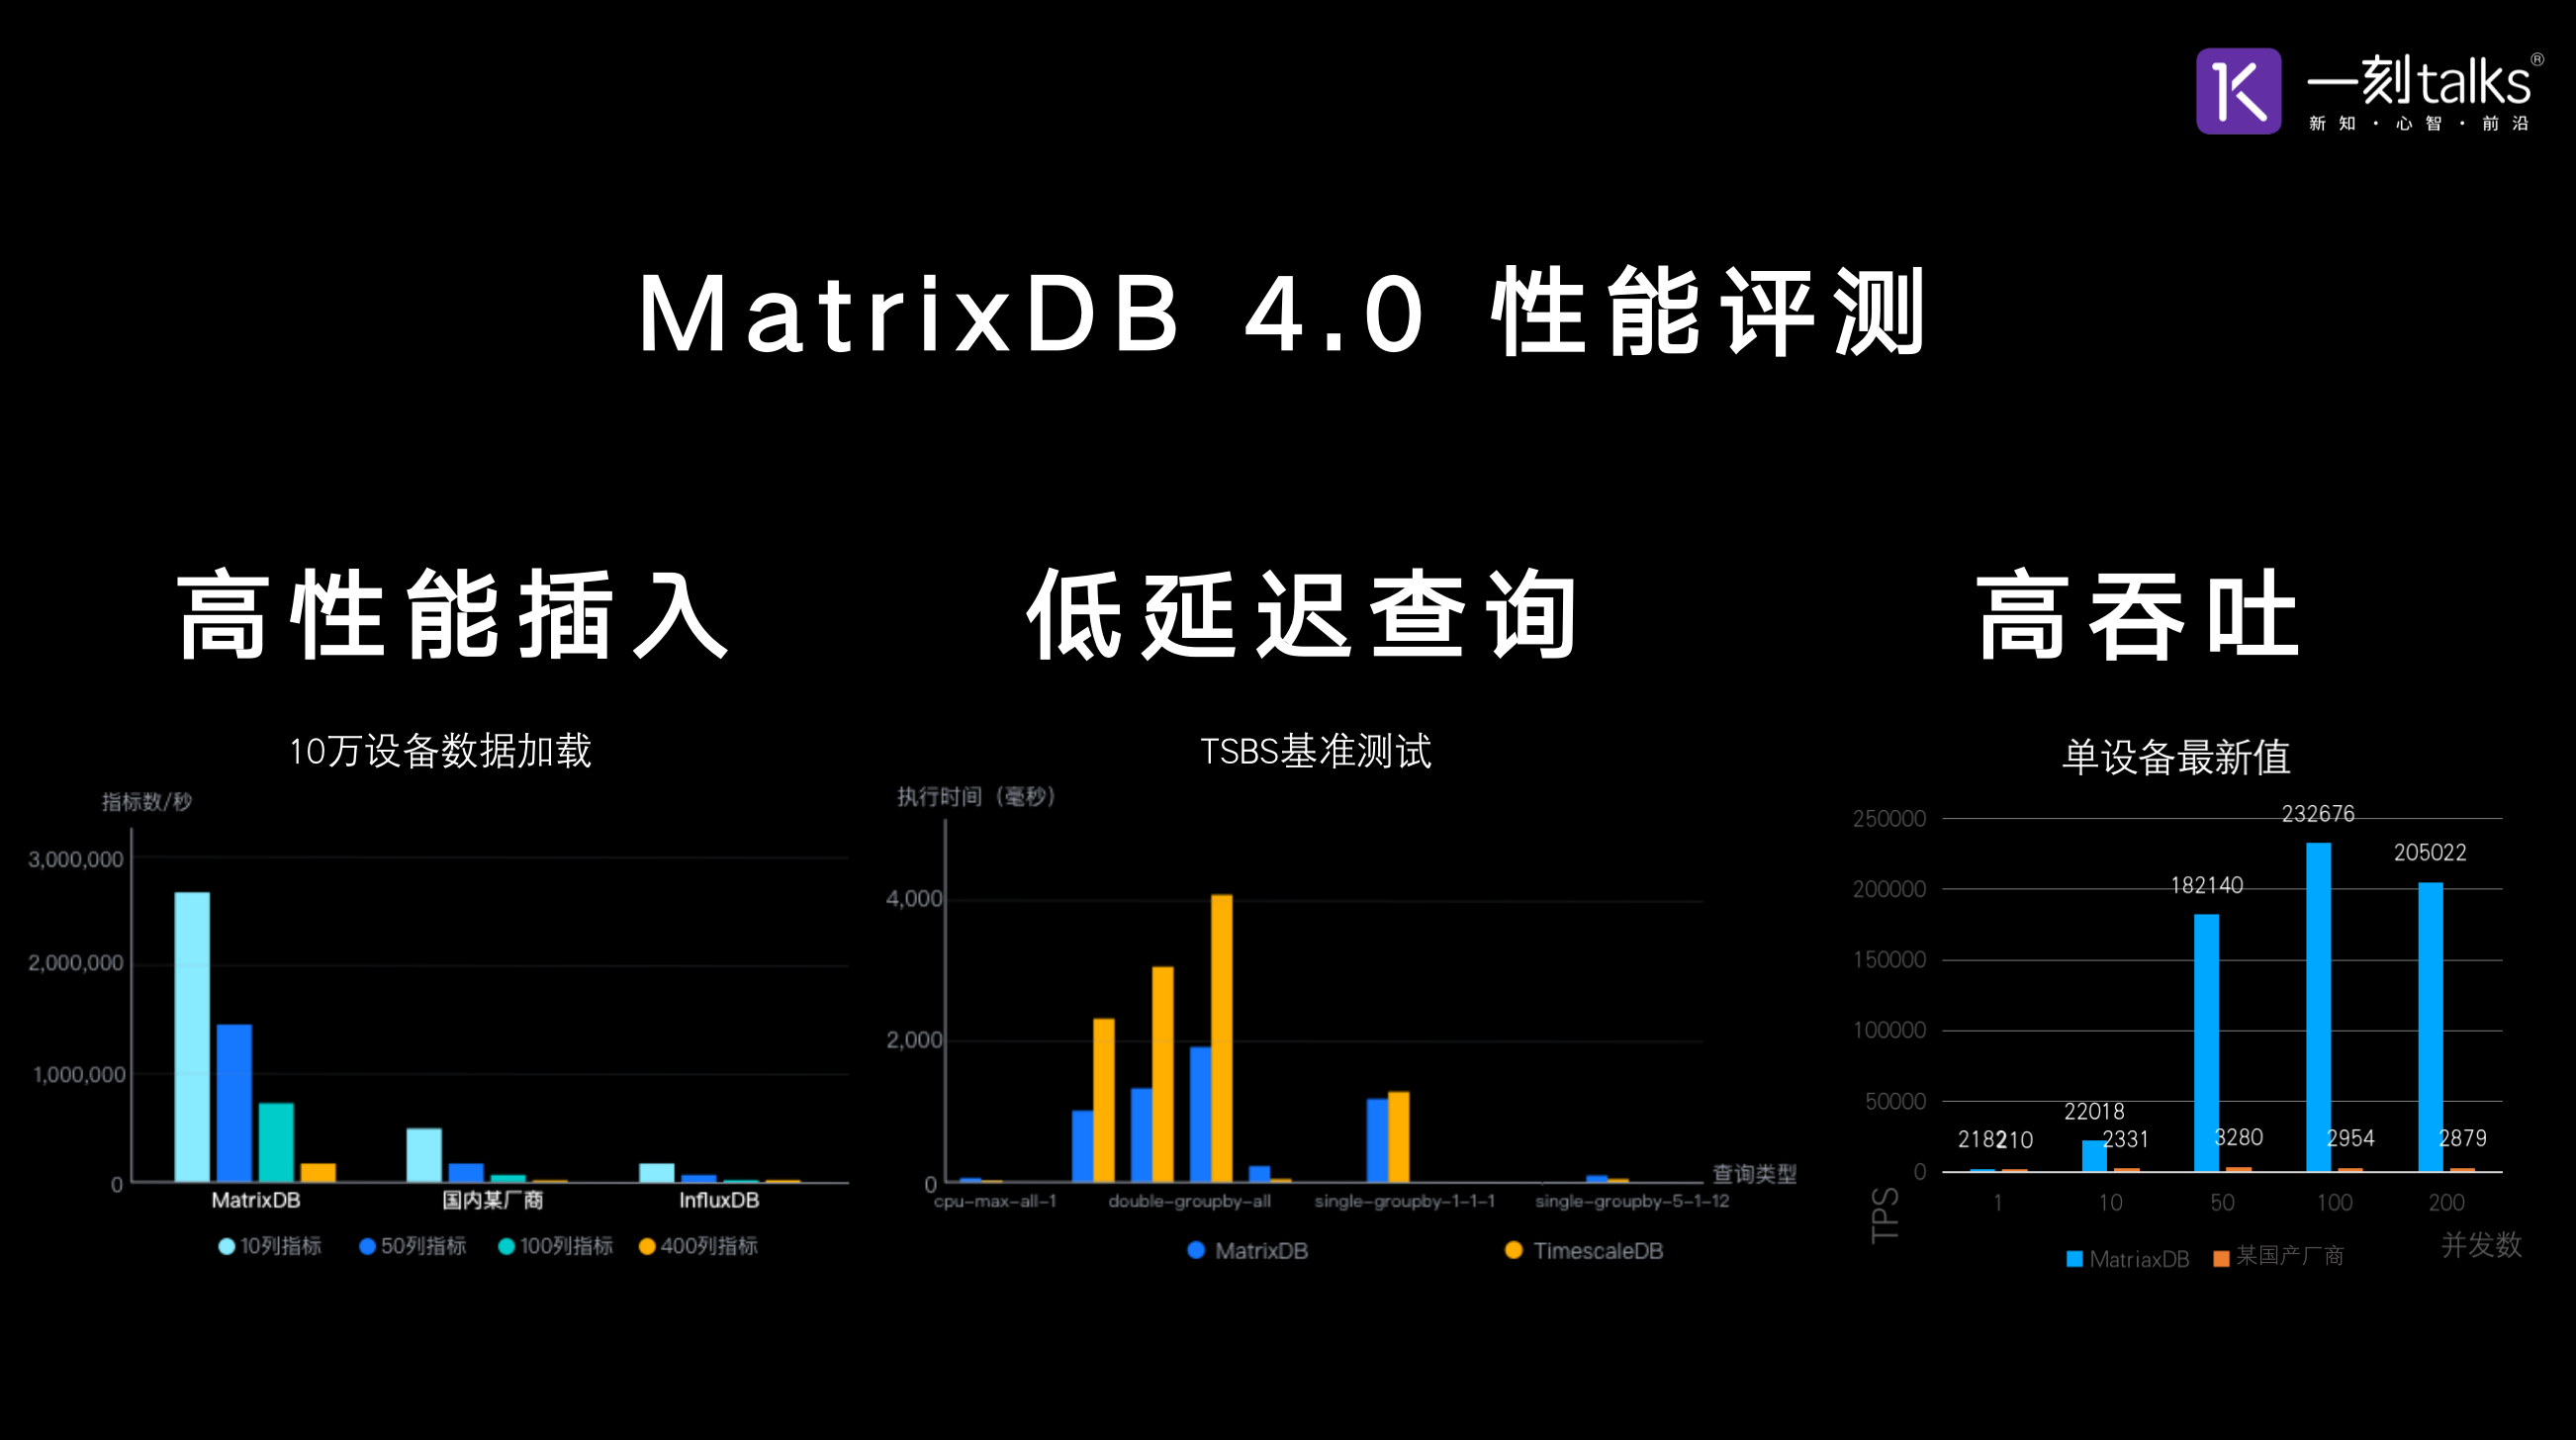 一刻talks®
新知·心智·前沿
MatrixDB 4.0 性能评测
高性能插入
10万设备数据加载
指标数/秒
3,000,000
2,000,000
1,000,000
0
MatrixDB 国内某厂商 InfluxDB
10列指标 50列指标 100列指标 400列指标
低延迟查询
TSBS基准测试
执行时间（毫秒）
4,000
2,000
0
查询类型
cpu-max-all-1 double-groupby-all single-groupby-1-1-1 single-groupby-5-1-12
MatrixDB TimescaleDB
高吞吐
单设备最新值
250000
200000
150000
100000
50000
0
232676
205022
182140
22018
2331 3280 2954 2879
1 10 50 100 200
TPS
并发数
MatriaxDB 某国产厂商